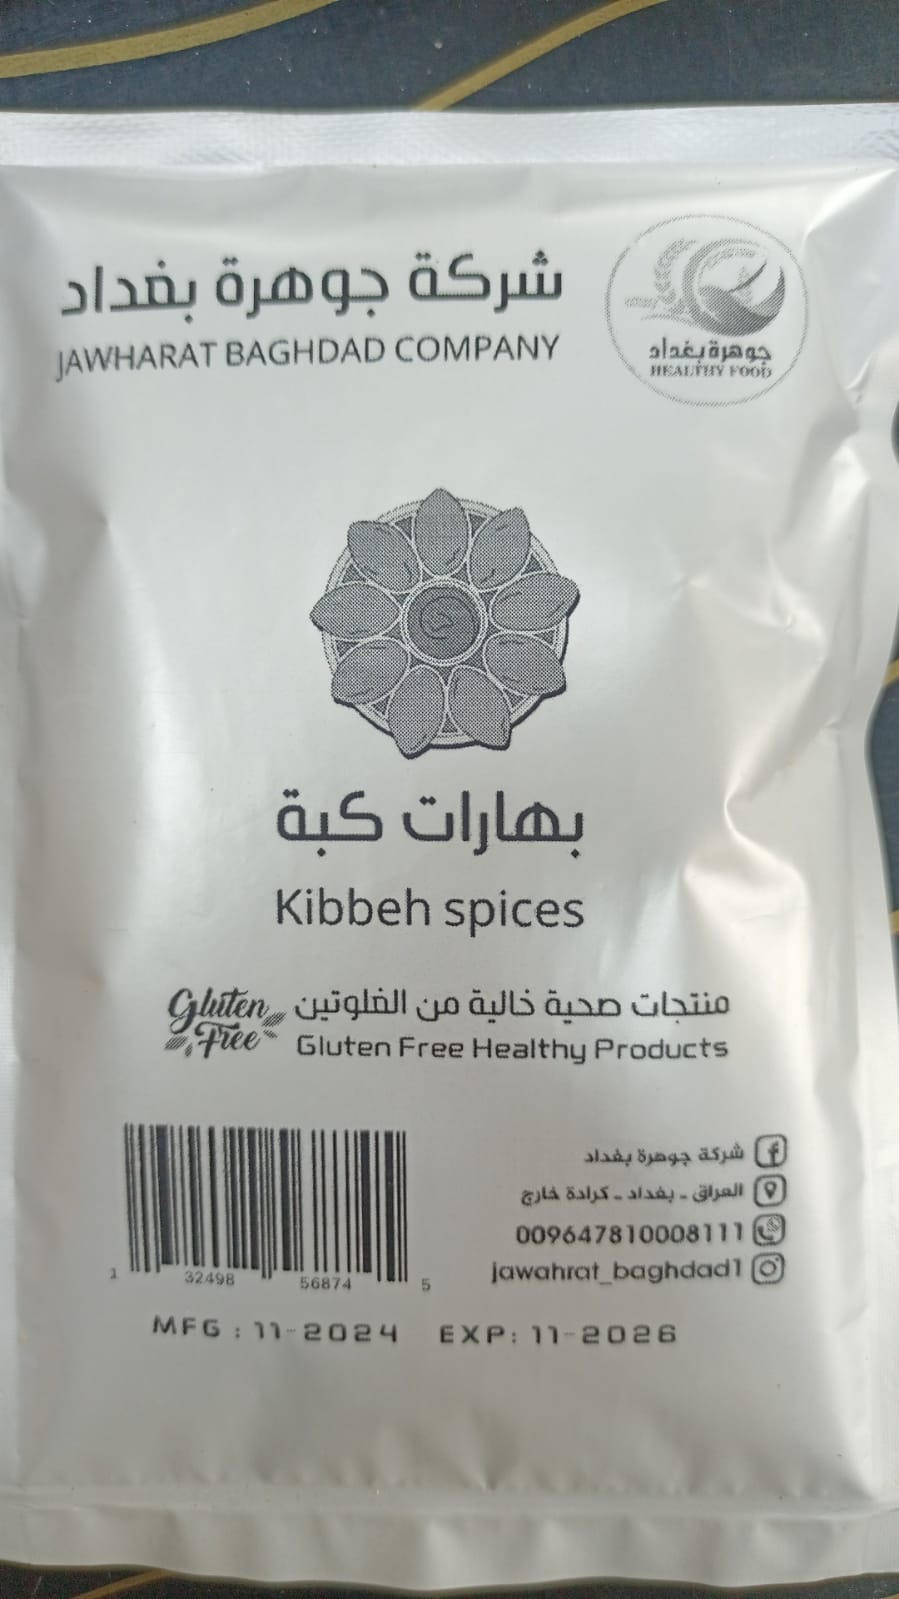 شركة جوهرة بغداد
JAWHARAT BAGHDAD COMPANY
جوهرة بغداد
HEALTHY FOOD
بهارات كبة
Kibbeh spices
Gluten Free
منتجات صحية خالية من الغلوتين
Gluten Free Healthy Products
شركة جوهرة بغداد
العراق - بغداد - كرادة خارج
009647810008111
jawahrat_baghdad1
1 32498 56874 5
MFG : 11-2024 EXP: 11-2026